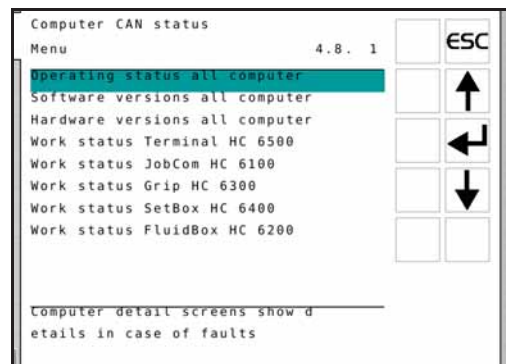 Computer CAN status
Menu 4.8. 1
ESC
Operating status all computer
Software versions all computer
Hardware versions all computer
Work status Terminal HC 6500
Work status JobCom HC 6100
Work status Grip HC 6300
Work status SetBox HC 6400
Work status FluidBox HC 6200
Computer detail screens show d
etails in case of faults